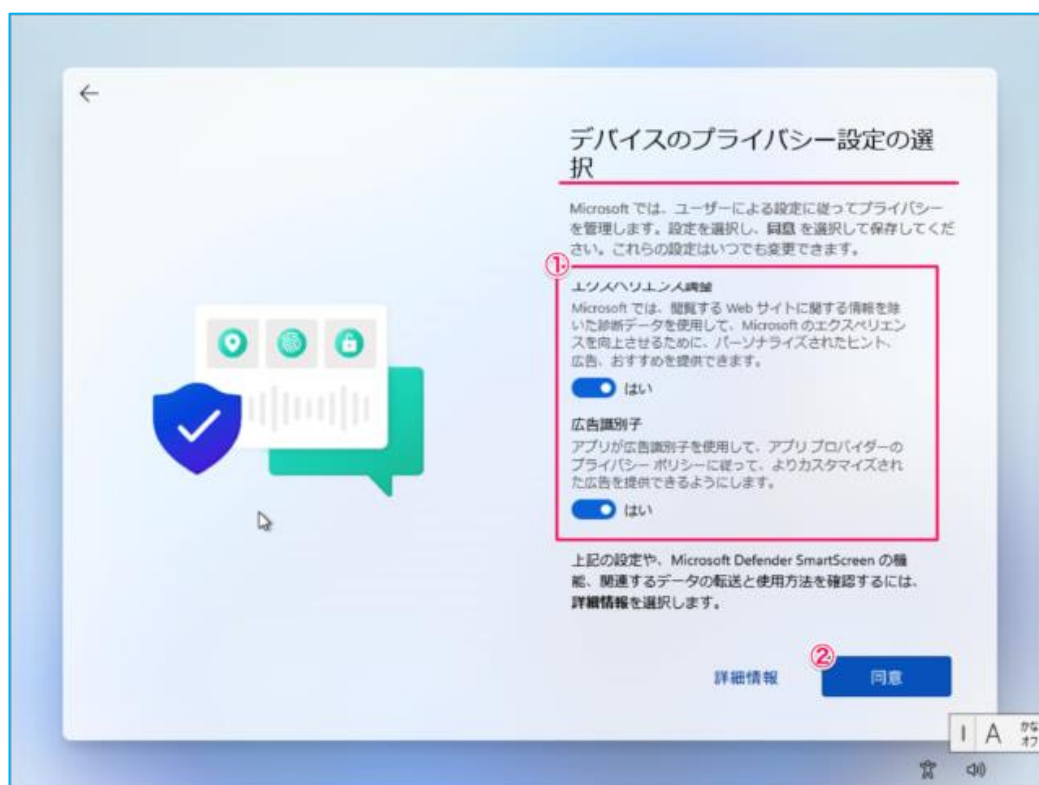 デバイスのプライバシー設定の選
択
Microsoft では、ユーザーによる設定に従ってプライバシー
を管理します。設定を選択し、同意 を選択して保存してくだ
さい。これらの設定はいつでも変更できます。
①
エクスペリエンス調整
Microsoft では、閲覧する Web サイトに関する情報を除
いた診断データを使用して、Microsoft のエクスペリエン
スを向上させるために、パーソナライズされたヒント、
広告、おすすめを提供できます。
はい
広告識別子
アプリが広告識別子を使用して、アプリ プロバイダーの
プライバシー ポリシーに従って、よりカスタマイズされ
た広告を提供できるようにします。
はい
上記の設定や、Microsoft Defender SmartScreen の機
能、関連するデータの転送と使用方法を確認するには、
詳細情報を選択します。
②
詳細情報
同意
A
かな
オフ